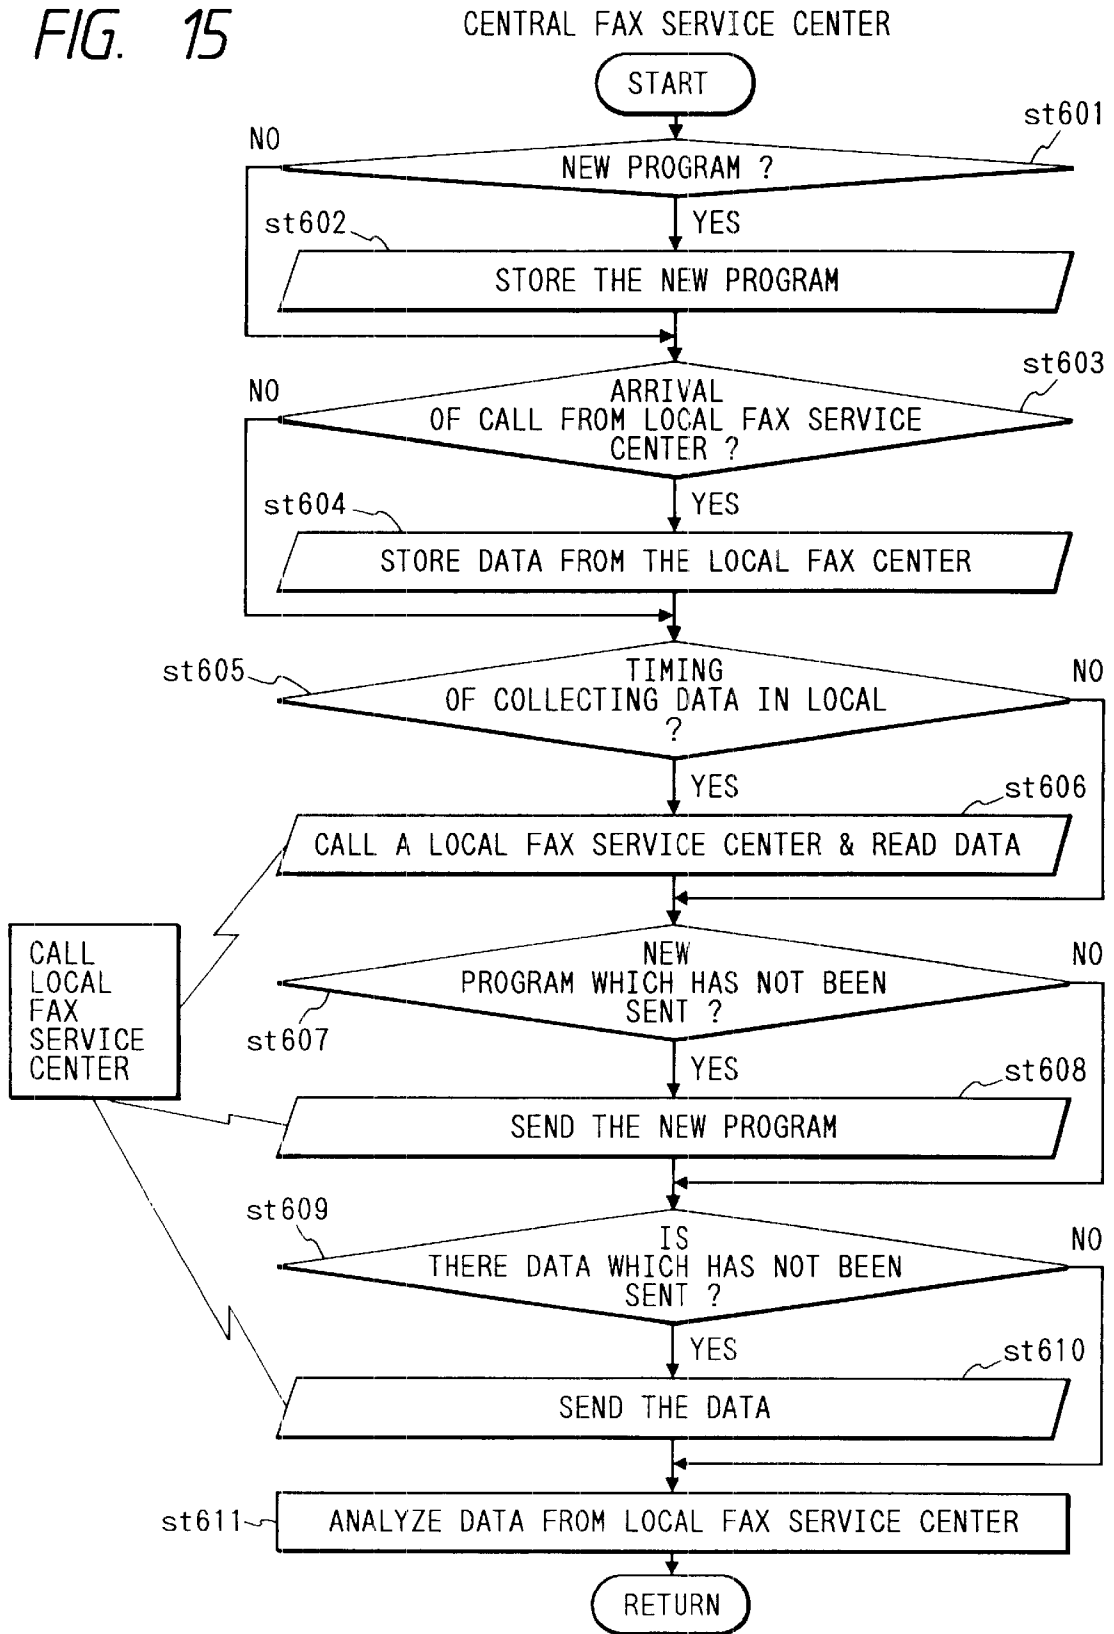 FIG. 15
CENTRAL FAX SERVICE CENTER
START
st601
NO
NEW PROGRAM ?
YES
st602
STORE THE NEW PROGRAM
st603
NO
ARRIVAL
OF CALL FROM LOCAL FAX SERVICE
CENTER ?
YES
st604
STORE DATA FROM THE LOCAL FAX CENTER
st605
TIMING
OF COLLECTING DATA IN LOCAL
?
NO
YES
st606
CALL A LOCAL FAX SERVICE CENTER & READ DATA
CALL
LOCAL
FAX
SERVICE
CENTER
NEW
PROGRAM WHICH HAS NOT BEEN
SENT ?
NO
st607
YES
st608
SEND THE NEW PROGRAM
st609
IS
THERE DATA WHICH HAS NOT BEEN
SENT ?
NO
YES
st610
SEND THE DATA
st611
ANALYZE DATA FROM LOCAL FAX SERVICE CENTER
RETURN